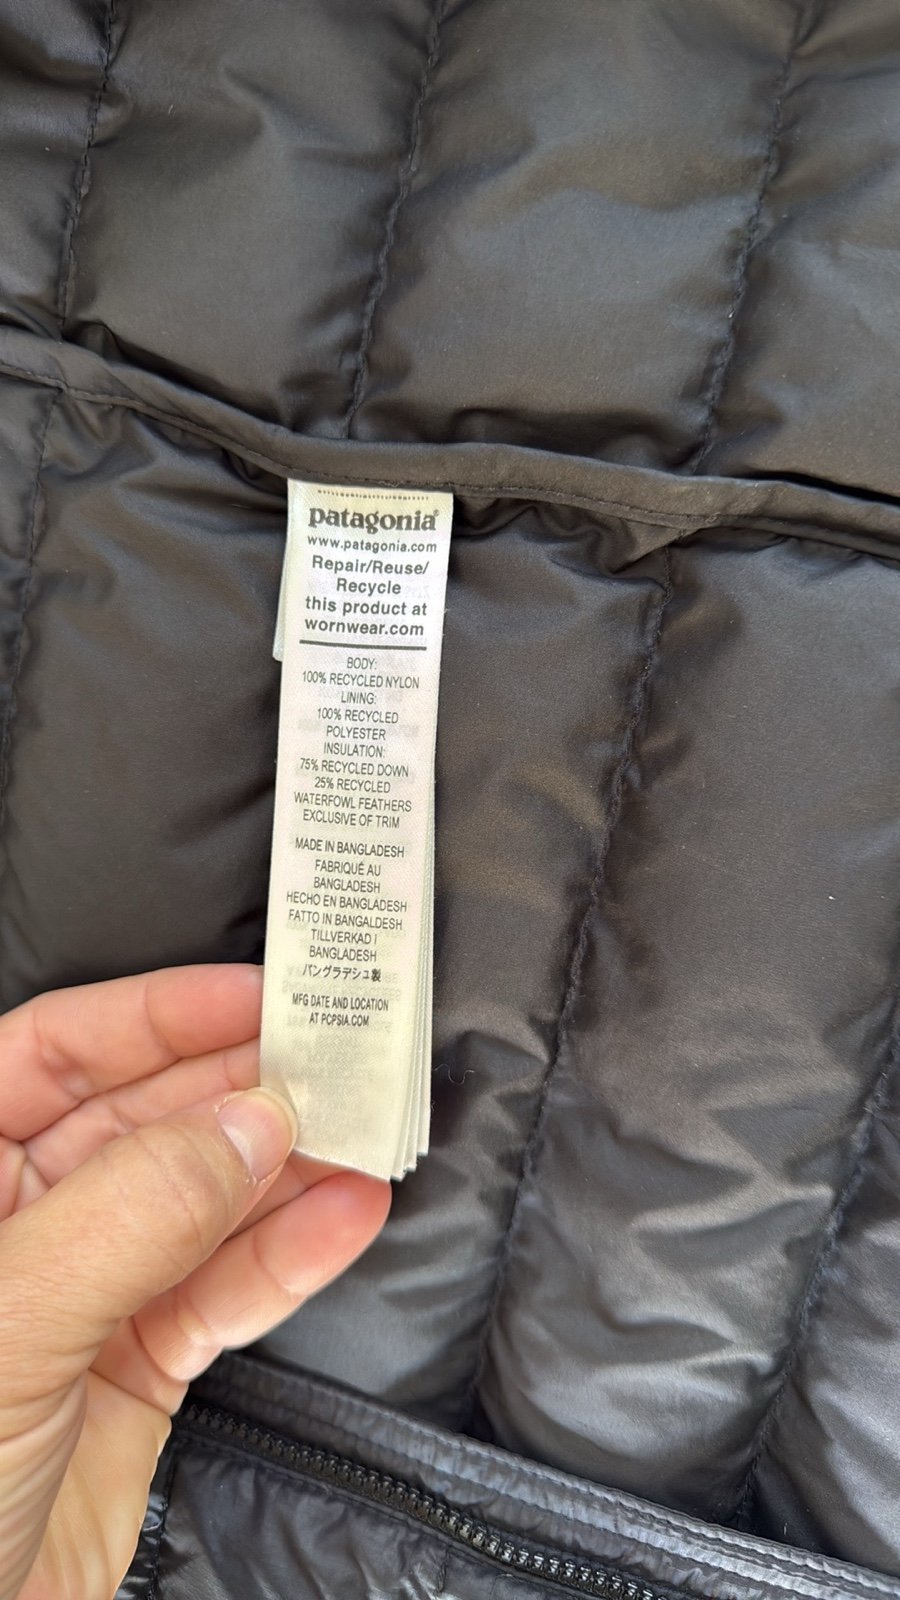 patagonia®
www.patagonia.com
Repair/Reuse/
Recycle
this product at
wornwear.com
BODY:
100% RECYCLED NYLON
LINING:
100% RECYCLED
POLYESTER
INSULATION:
75% RECYCLED DOWN
25% RECYCLED
WATERFOWL FEATHERS
EXCLUSIVE OF TRIM
MADE IN BANGLADESH
FABRIQUÉ AU
BANGLADESH
HECHO EN BANGLADESH
FATTO IN BANGALDESH
TILLVERKAD I
BANGLADESH
バングラデシュ製
MFG DATE AND LOCATION
AT PCPSIA.COM